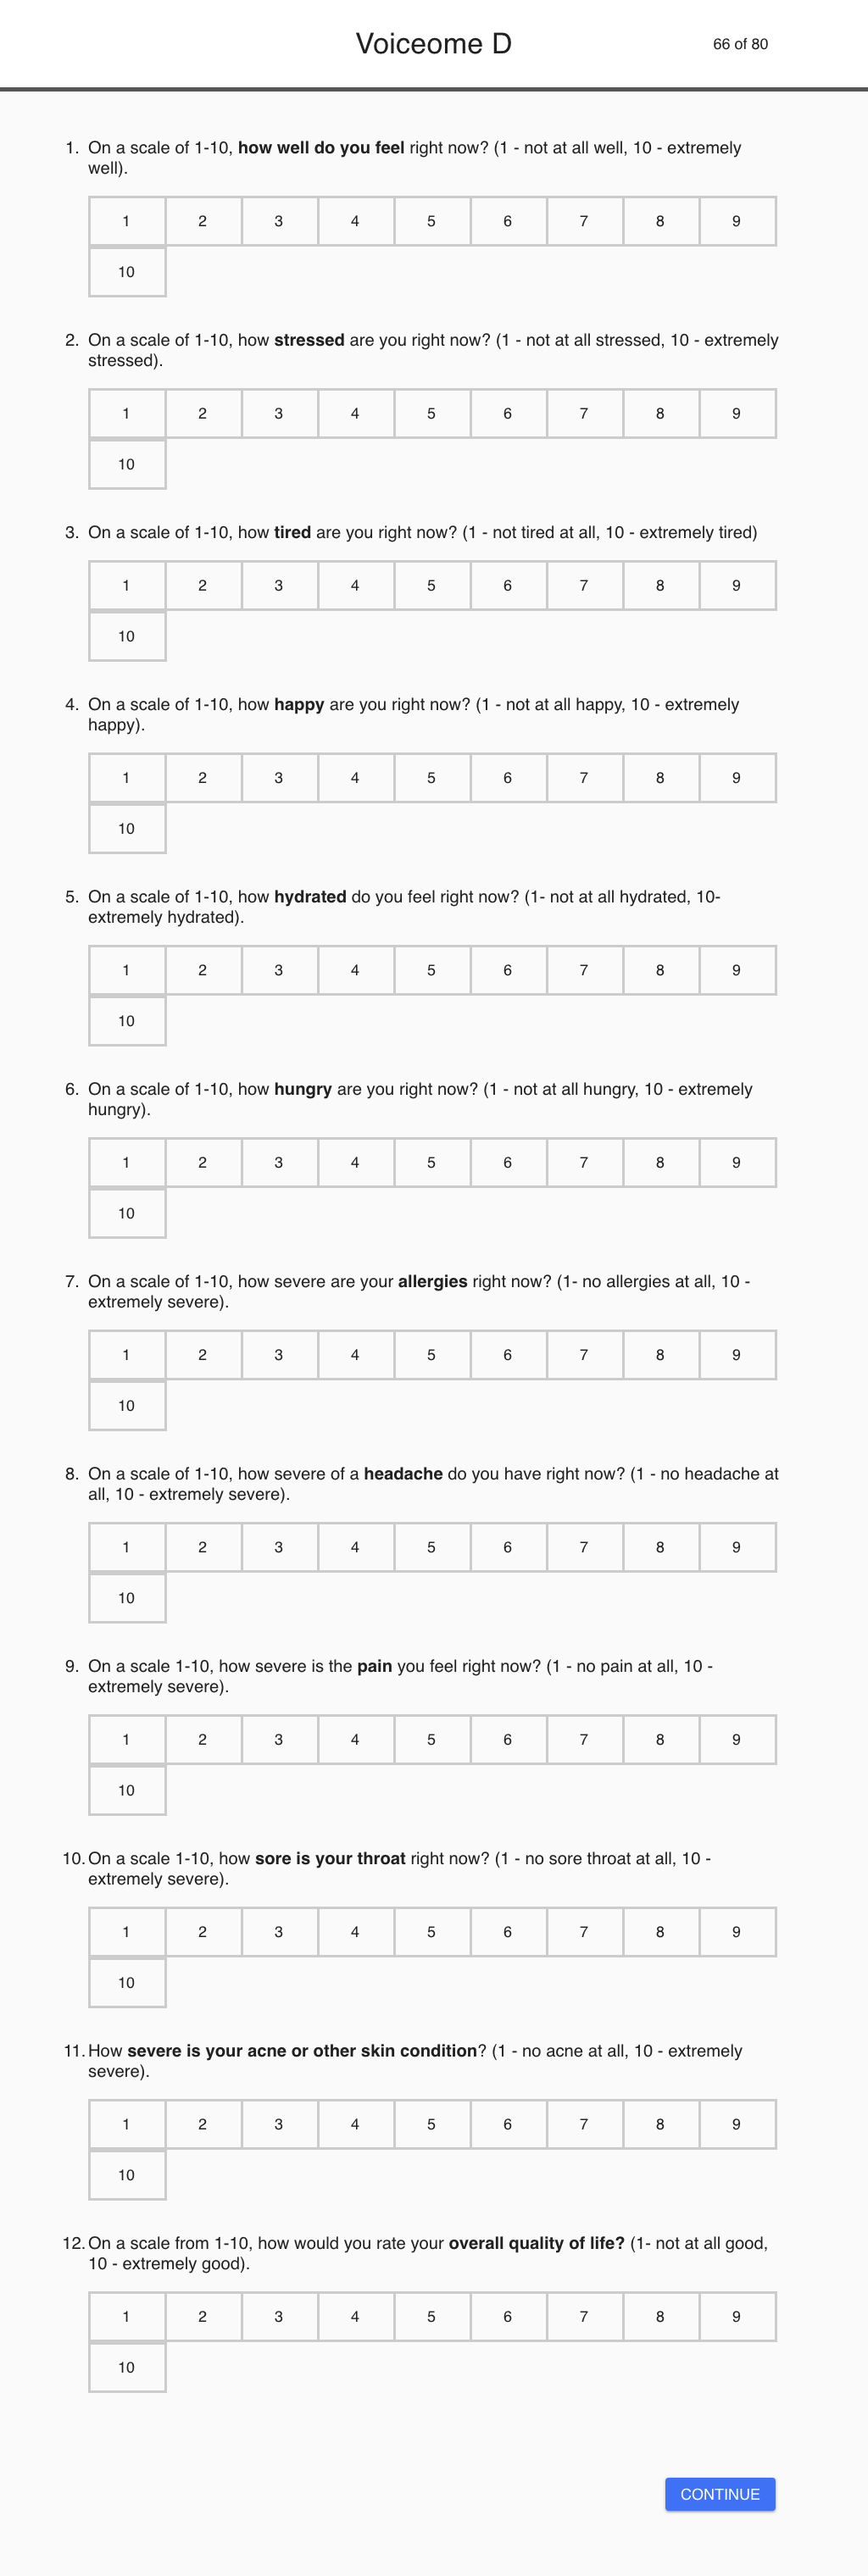 Voiceome D
66 of 80
1. On a scale of 1-10, how well do you feel right now? (1 - not at all well, 10 - extremely
well).
1 2 3 4 5 6 7 8 9
10
2. On a scale of 1-10, how stressed are you right now? (1 - not at all stressed, 10 - extremely
stressed).
1 2 3 4 5 6 7 8 9
10
3. On a scale of 1-10, how tired are you right now? (1 - not tired at all, 10 - extremely tired)
1 2 3 4 5 6 7 8 9
10
4. On a scale of 1-10, how happy are you right now? (1 - not at all happy, 10 - extremely
happy).
1 2 3 4 5 6 7 8 9
10
5. On a scale of 1-10, how hydrated do you feel right now? (1- not at all hydrated, 10-
extremely hydrated).
1 2 3 4 5 6 7 8 9
10
6. On a scale of 1-10, how hungry are you right now? (1 - not at all hungry, 10 - extremely
hungry).
1 2 3 4 5 6 7 8 9
10
7. On a scale of 1-10, how severe are your allergies right now? (1- no allergies at all, 10 -
extremely severe).
1 2 3 4 5 6 7 8 9
10
8. On a scale of 1-10, how severe of a headache do you have right now? (1 - no headache at
all, 10 - extremely severe).
1 2 3 4 5 6 7 8 9
10
9. On a scale 1-10, how severe is the pain you feel right now? (1 - no pain at all, 10 -
extremely severe).
1 2 3 4 5 6 7 8 9
10
10. On a scale 1-10, how sore is your throat right now? (1 - no sore throat at all, 10 -
extremely severe).
1 2 3 4 5 6 7 8 9
10
11. How severe is your acne or other skin condition? (1 - no acne at all, 10 - extremely
severe).
1 2 3 4 5 6 7 8 9
10
12. On a scale from 1-10, how would you rate your overall quality of life? (1- not at all good,
10 - extremely good).
1 2 3 4 5 6 7 8 9
10
CONTINUE